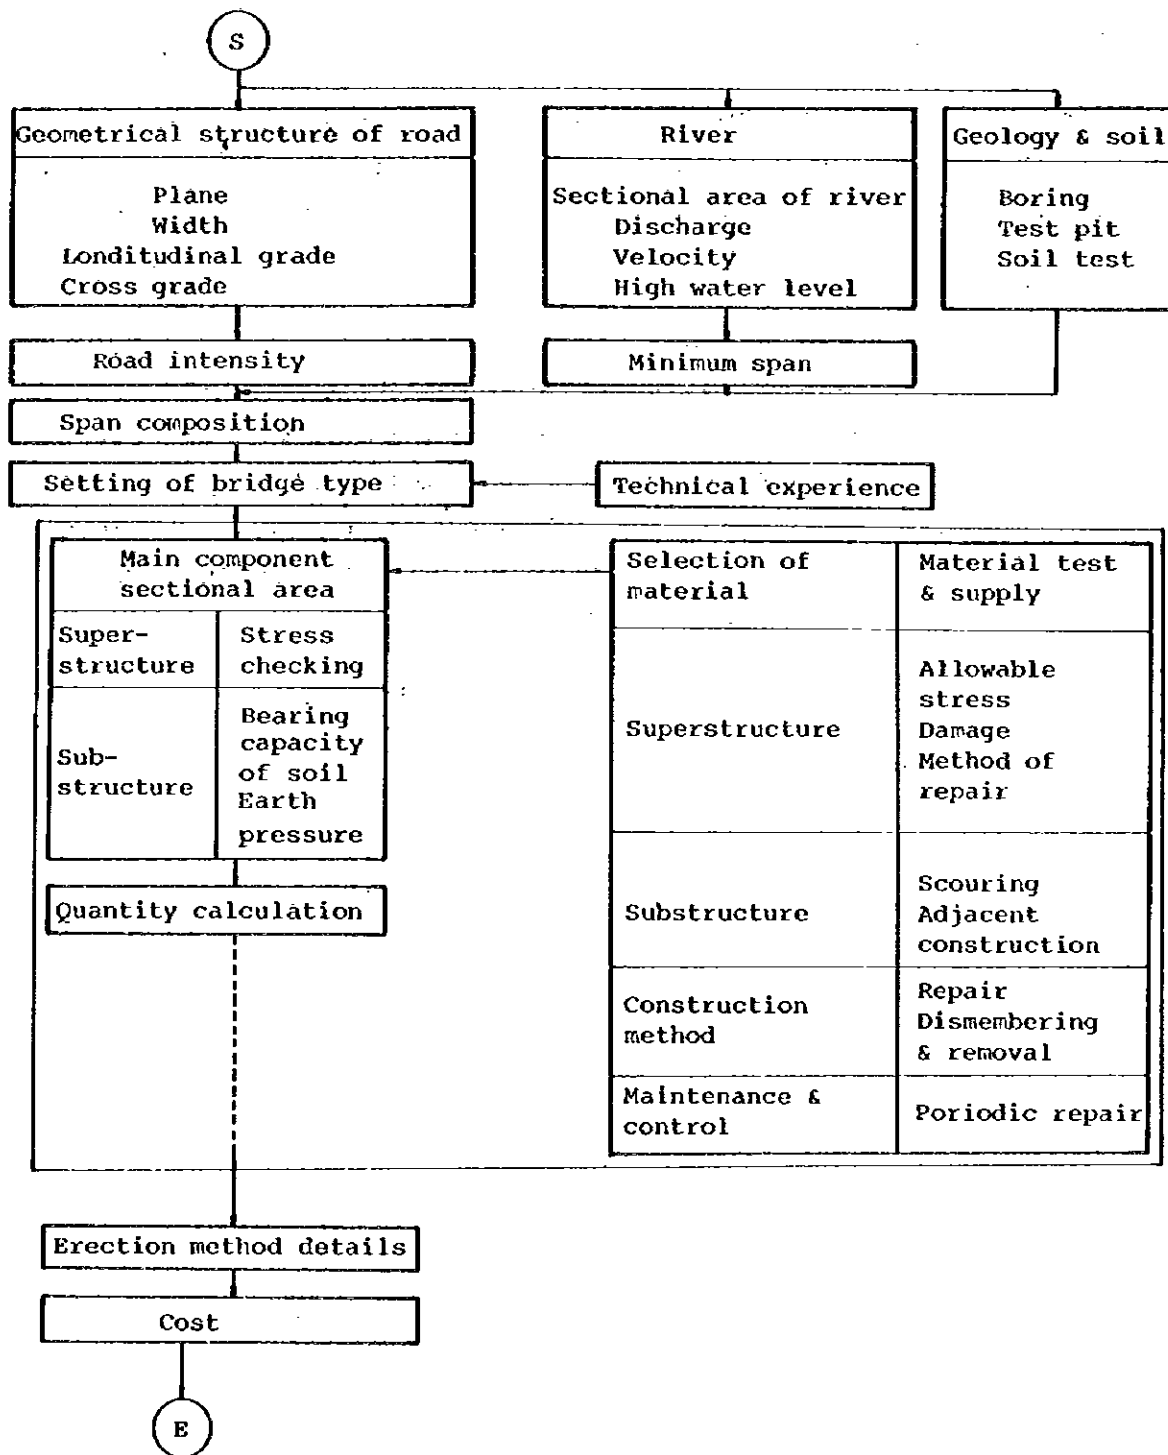 S
Geometrical structure of road
Plane
Width
Londitudinal grade
Cross grade
River
Sectional area of river
Discharge
Velocity
High water level
Geology & soil
Boring
Test pit
Soil test
Road intensity
Minimum span
Span composition
Setting of bridge type
Technical experience
Main component
sectional area
Super-
structure
Stress
checking
Sub-
structure
Bearing
capacity
of soil
Earth
pressure
Quantity calculation
Selection of
material
Material test
& supply
Superstructure
Allowable
stress
Damage
Method of
repair
Substructure
Scouring
Adjacent
construction
Construction
method
Repair
Dismembering
& removal
Maintenance &
control
Poriodic repair
Erection method details
Cost
E